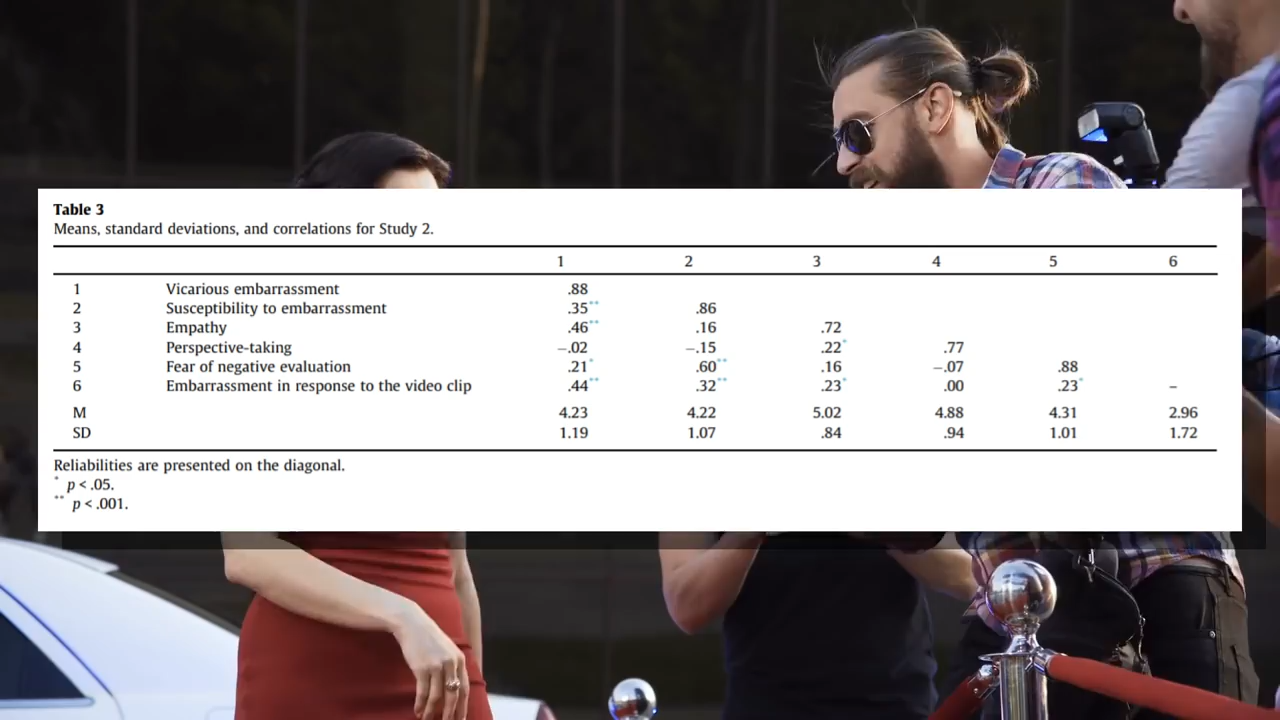 Table 3
Means, standard deviations, and correlations for Study 2.
1 2 3 4 5 6
1 Vicarious embarrassment .88
2 Susceptibility to embarrassment .35** .86
3 Empathy .46** .16 .72
4 Perspective-taking –.02 –.15 .22* .77
5 Fear of negative evaluation .21* .60** .16 –.07 .88
6 Embarrassment in response to the video clip .44** .32** .23* .00 .23* –
M 4.23 4.22 5.02 4.88 4.31 2.96
SD 1.19 1.07 .84 .94 1.01 1.72
Reliabilities are presented on the diagonal.
* p < .05.
** p < .001.